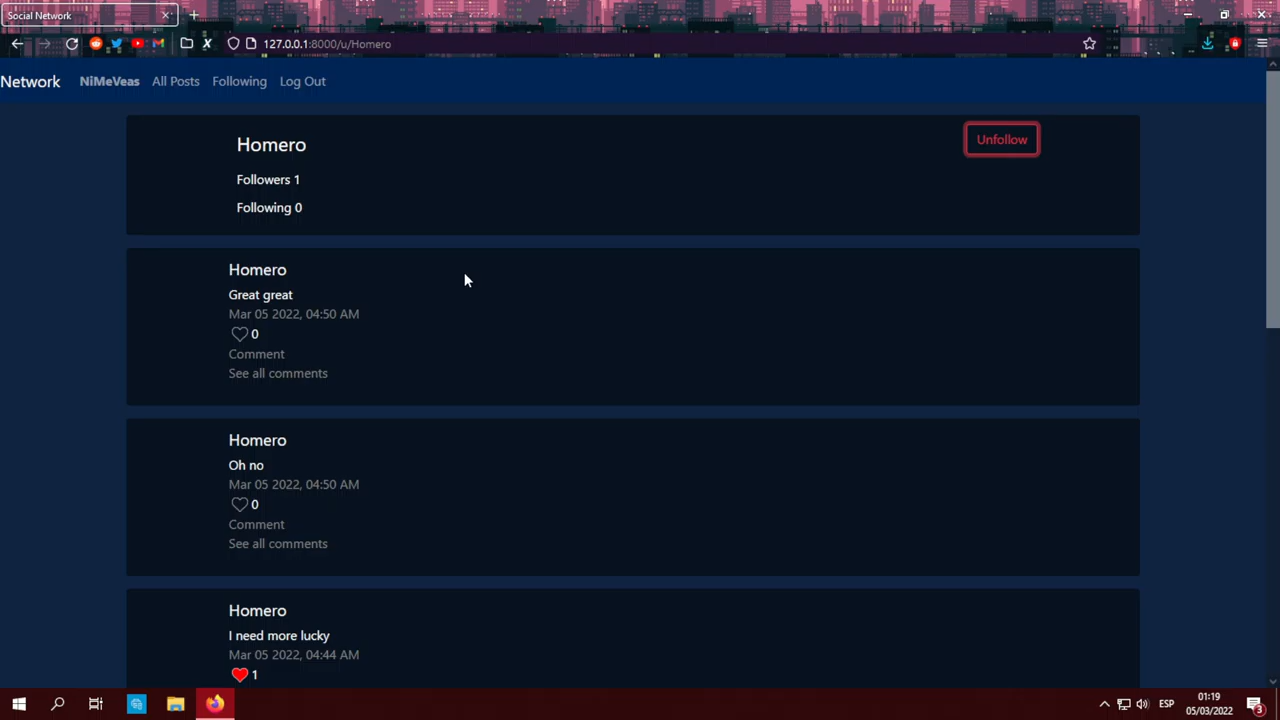 Social Network
127.0.0.1:8000/u/Homero
Network NiMeVeas All Posts Following Log Out
Homero
Unfollow
Followers 1
Following 0
Homero
Great great
Mar 05 2022, 04:50 AM
0
Comment
See all comments
Homero
Oh no
Mar 05 2022, 04:50 AM
0
Comment
See all comments
Homero
I need more lucky
Mar 05 2022, 04:44 AM
1
ESP
01:19
05/03/2022
3